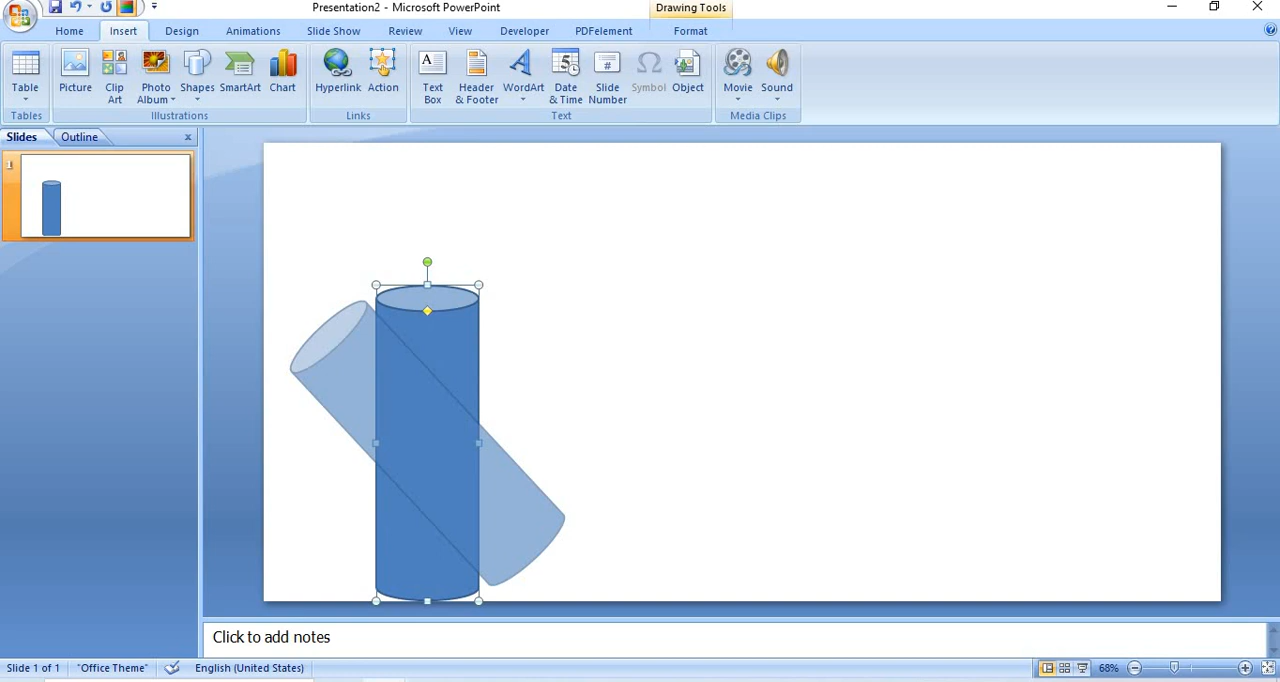 Presentation2 - Microsoft PowerPoint
Drawing Tools
Home Insert Design Animations Slide Show Review View Developer PDFelement Format
Table Picture Clip Art Photo Album Shapes SmartArt Chart Hyperlink Action Text Box Header & Footer WordArt Date & Time Slide Number Symbol Object Movie Sound
Tables Illustrations Links Text Media Clips
Slides Outline
1
Click to add notes
Slide 1 of 1 "Office Theme" English (United States) 68%